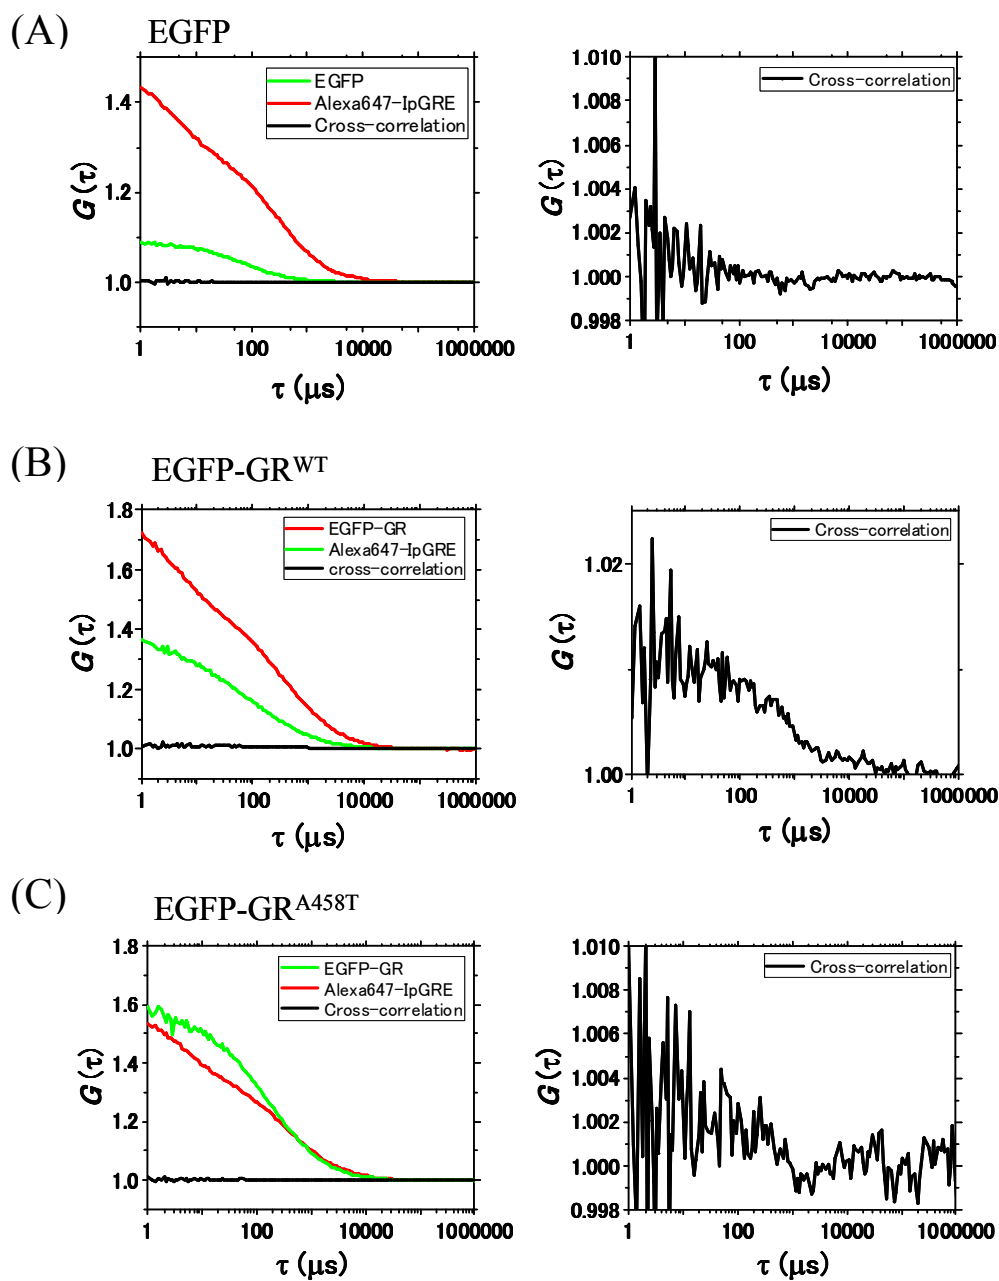 (A)
EGFP
EGFP
Alexa647-IpGRE
Cross-correlation
1.4
1.2
1.0
G(τ)
1 100 10000 1000000
τ (μs)
Cross-correlation
1.010
1.008
1.006
1.004
1.002
1.000
0.998
G(τ)
1 100 10000 1000000
τ (μs)
(B)
EGFP-GRWT
EGFP-GR
Alexa647-IpGRE
cross-correlation
1.8
1.6
1.4
1.2
1.0
G(τ)
1 100 10000 1000000
τ (μs)
Cross-correlation
1.02
1.00
G(τ)
1 100 10000 1000000
τ (μs)
(C)
EGFP-GRA458T
EGFP-GR
Alexa647-IpGRE
Cross-correlation
1.8
1.6
1.4
1.2
1.0
G(τ)
1 100 10000 1000000
τ (μs)
Cross-correlation
1.010
1.008
1.006
1.004
1.002
1.000
0.998
G(τ)
1 100 10000 1000000
τ (μs)